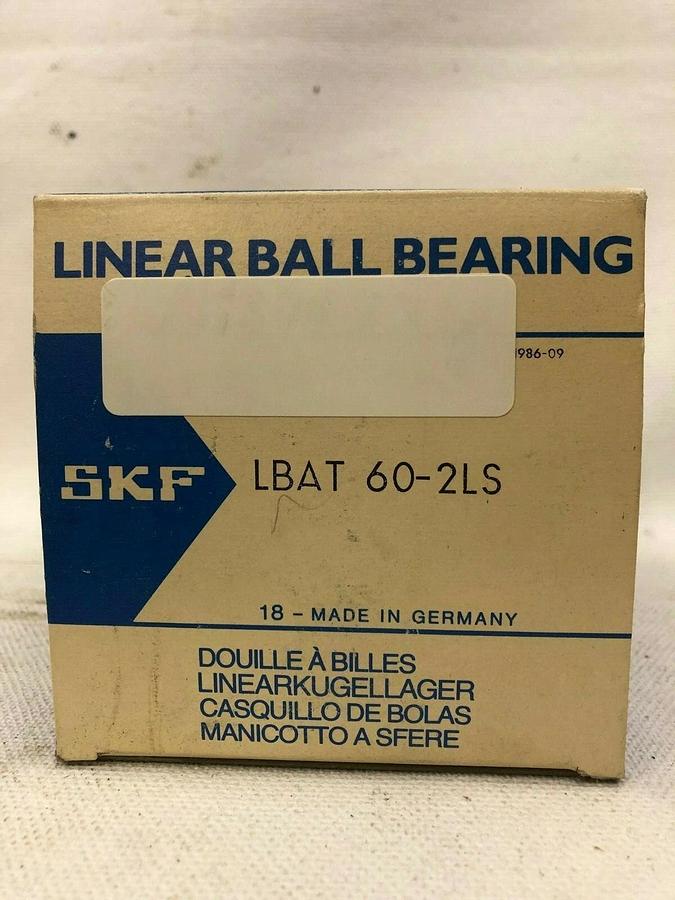 LINEAR BALL BEARING
1986-09
SKF
LBAT 60-2LS
18 - MADE IN GERMANY
DOUILLE À BILLES
LINEARKUGELLAGER
CASQUILLO DE BOLAS
MANICOTTO A SFERE